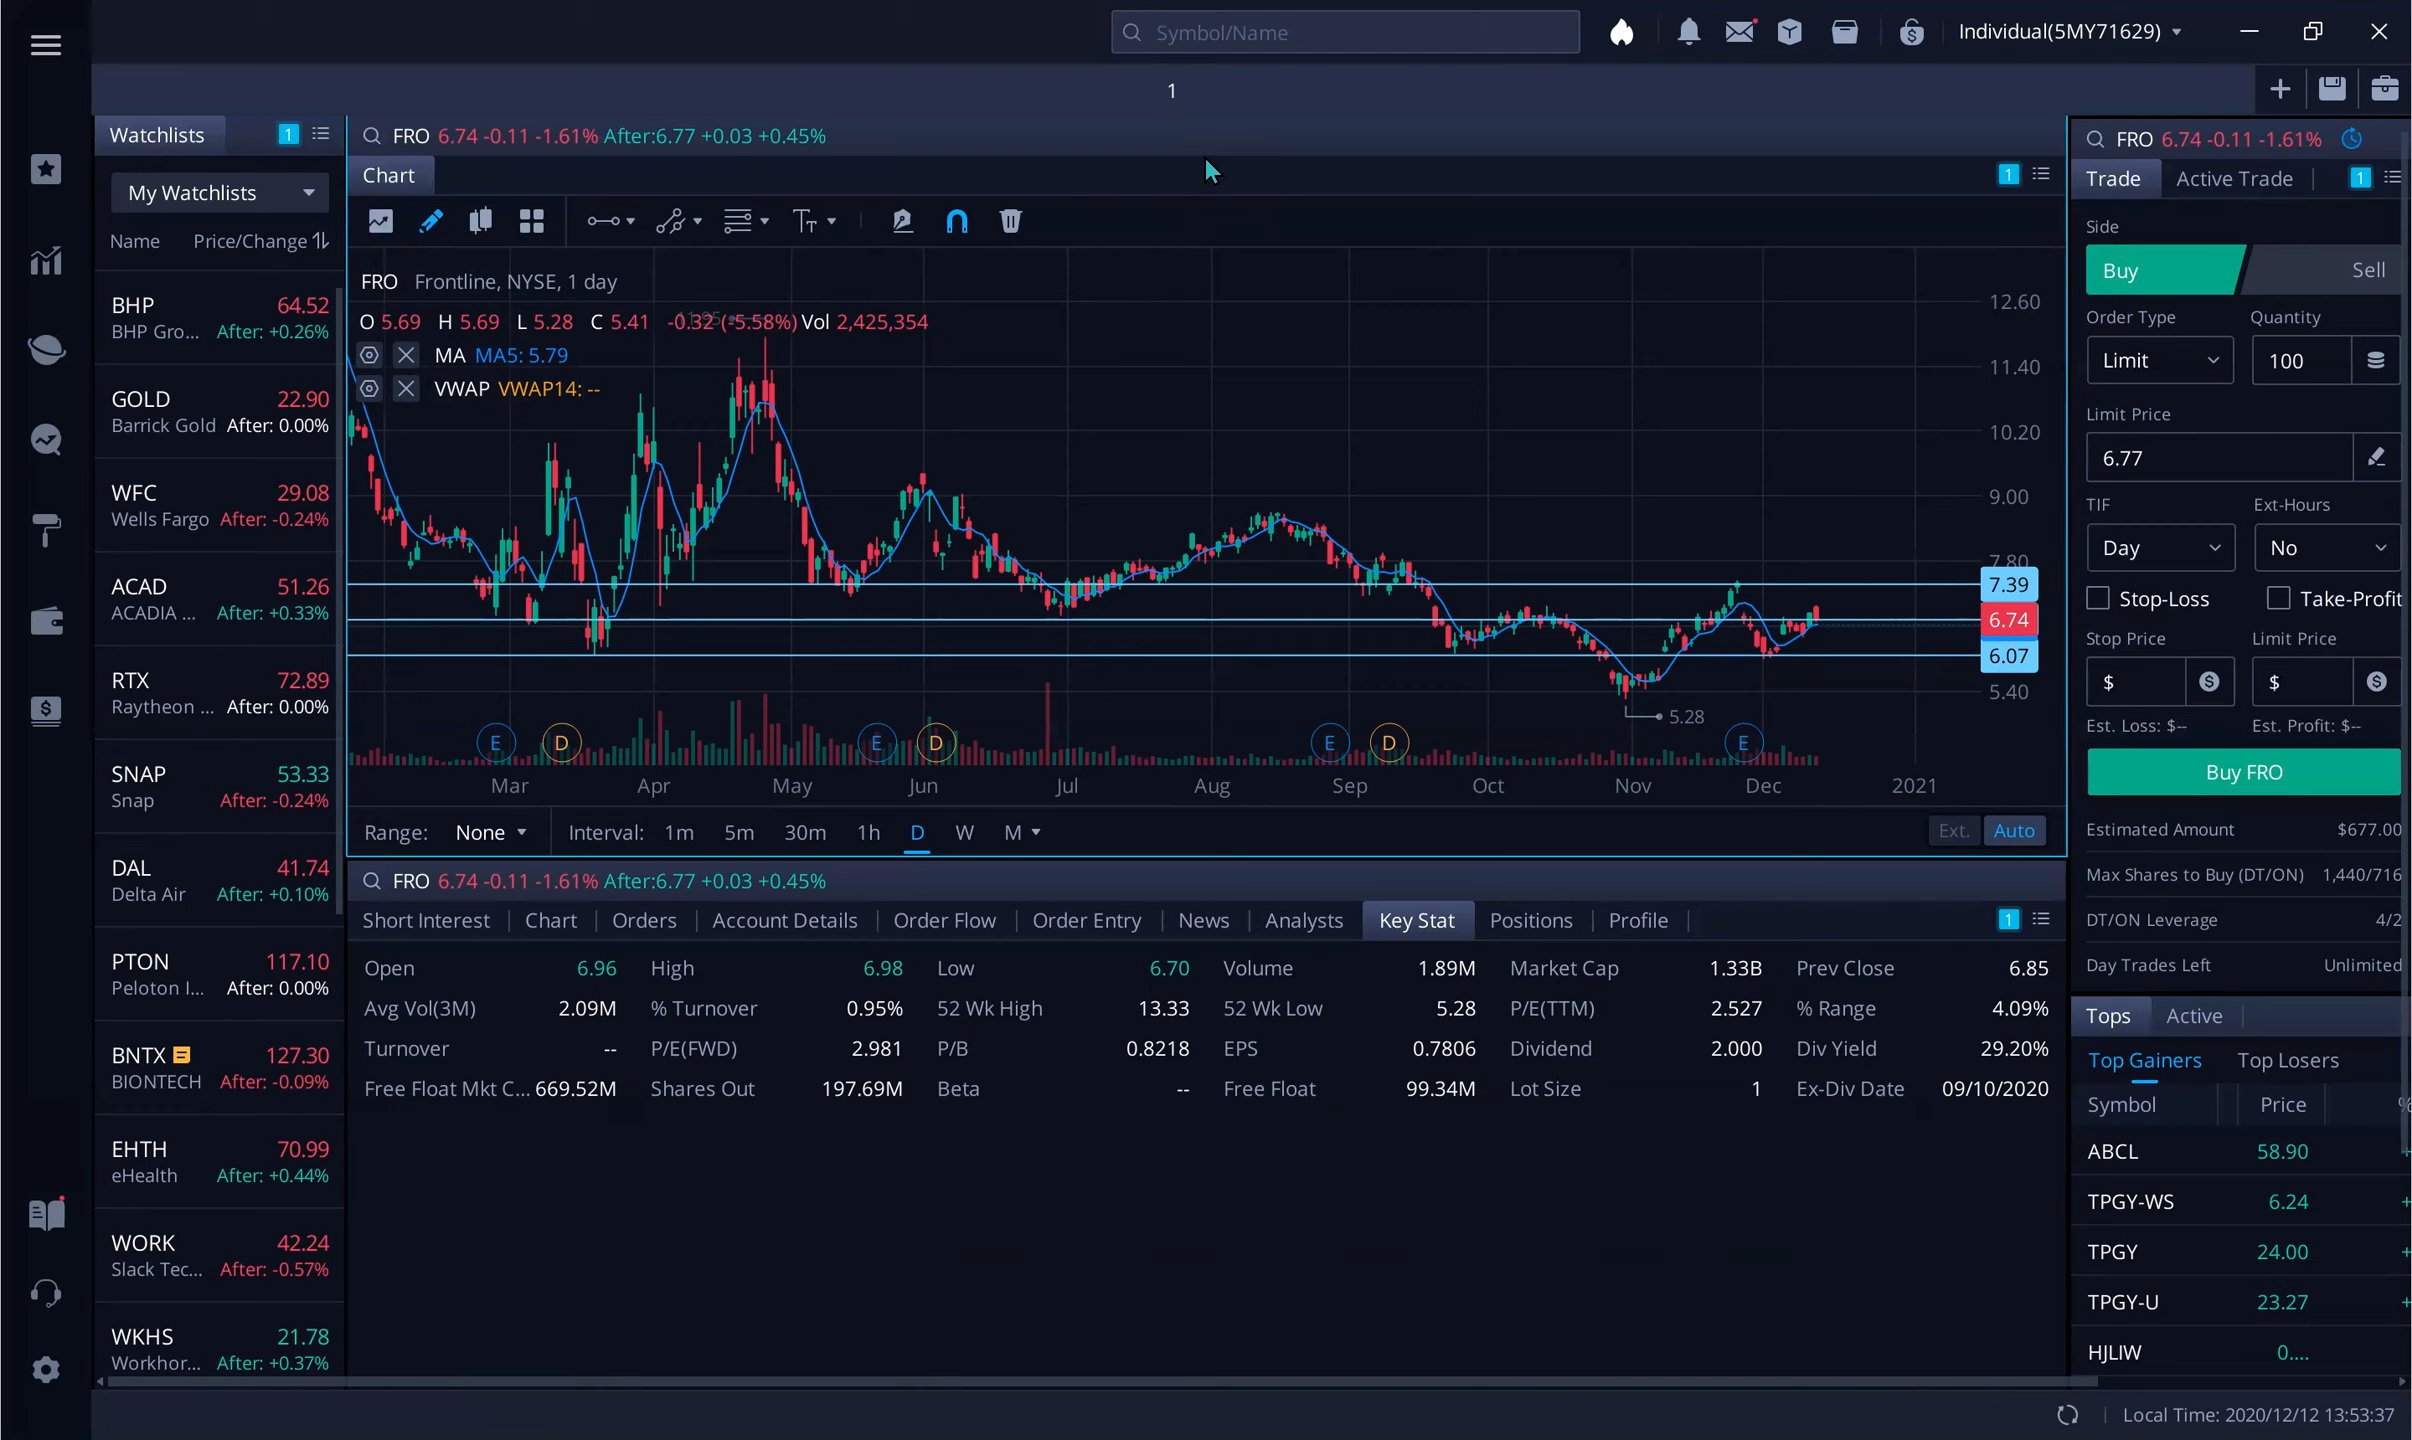 Symbol/Name
Individual(5MY71629)
1
Watchlists 1
My Watchlists
Name Price/Change
BHP 64.52
BHP Gro... After: +0.26%
GOLD 22.90
Barrick Gold After: 0.00%
WFC 29.08
Wells Fargo After: -0.24%
ACAD 51.26
ACADIA ... After: +0.33%
RTX 72.89
Raytheon ... After: 0.00%
SNAP 53.33
Snap After: -0.24%
DAL 41.74
Delta Air After: +0.10%
PTON 117.10
Peloton I... After: 0.00%
BNTX 127.30
BIONTECH After: -0.09%
EHTH 70.99
eHealth After: +0.44%
WORK 42.24
Slack Tec... After: -0.57%
WKHS 21.78
Workhor... After: +0.37%
FRO 6.74 -0.11 -1.61% After:6.77 +0.03 +0.45%
Chart 1
FRO Frontline, NYSE, 1 day
O 5.69 H 5.69 L 5.28 C 5.41 -0.32 (-5.58%) Vol 2,425,354
MA MA5: 5.79
VWAP VWAP14: --
12.60
11.40
10.20
9.00
7.80
7.39
6.74
6.07
5.40
5.28
E D E D E D E
Mar Apr May Jun Jul Aug Sep Oct Nov Dec 2021
Range: None Interval: 1m 5m 30m 1h D W M Ext. Auto
FRO 6.74 -0.11 -1.61% After:6.77 +0.03 +0.45%
Short Interest Chart Orders Account Details Order Flow Order Entry News Analysts Key Stat Positions Profile 1
Open 6.96 High 6.98 Low 6.70 Volume 1.89M Market Cap 1.33B Prev Close 6.85
Avg Vol(3M) 2.09M % Turnover 0.95% 52 Wk High 13.33 52 Wk Low 5.28 P/E(TTM) 2.527 % Range 4.09%
Turnover -- P/E(FWD) 2.981 P/B 0.8218 EPS 0.7806 Dividend 2.000 Div Yield 29.20%
Free Float Mkt C... 669.52M Shares Out 197.69M Beta -- Free Float 99.34M Lot Size 1 Ex-Div Date 09/10/2020
FRO 6.74 -0.11 -1.61%
Trade Active Trade 1
Side
Buy Sell
Order Type Quantity
Limit 100
Limit Price
6.77
TIF Ext-Hours
Day No
Stop-Loss Take-Profit
Stop Price Limit Price
$ $
Est. Loss: $-- Est. Profit: $--
Buy FRO
Estimated Amount $677.00
Max Shares to Buy (DT/ON) 1,440/716
DT/ON Leverage 4/2
Day Trades Left Unlimited
Tops Active
Top Gainers Top Losers
Symbol Price
ABCL 58.90
TPGY-WS 6.24
TPGY 24.00
TPGY-U 23.27
HJLIW 0....
Local Time: 2020/12/12 13:53:37